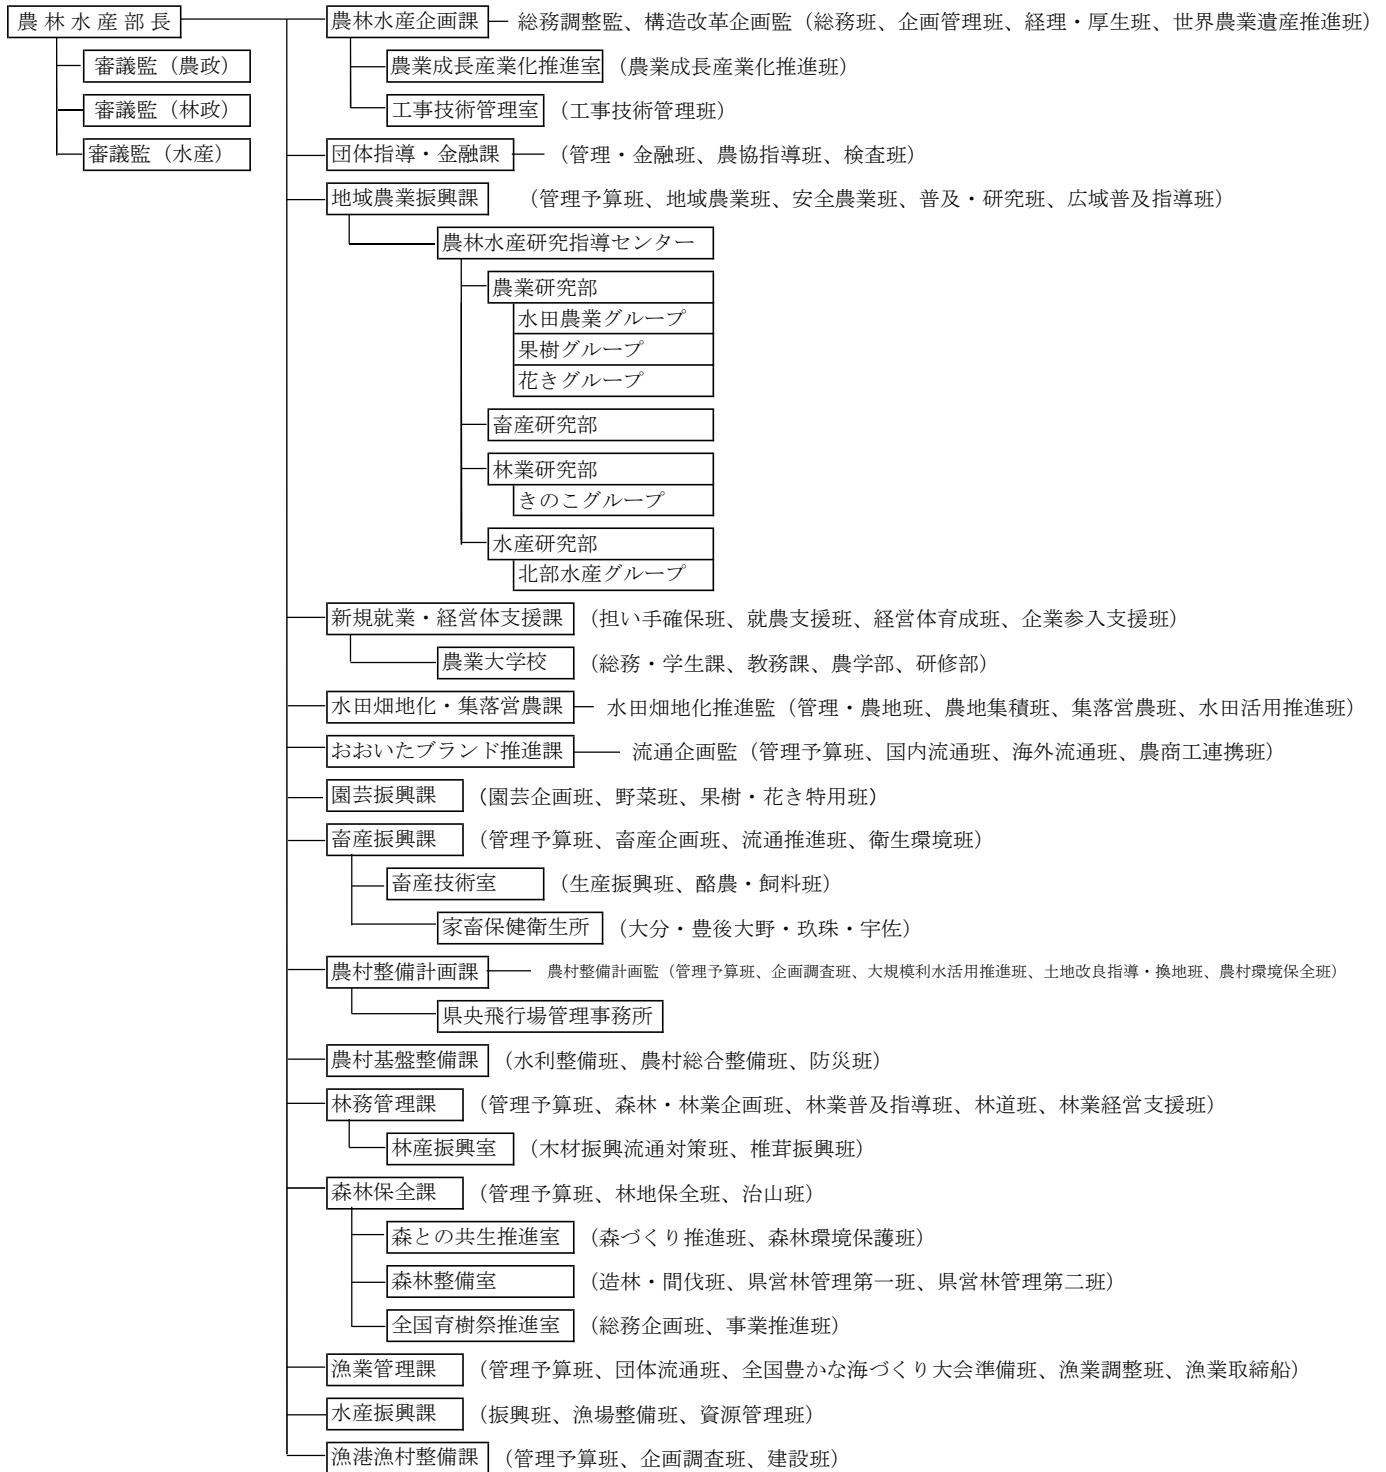 農林水産部長
審議監（農政）
審議監（林政）
審議監（水産）
農林水産企画課 総務調整監、構造改革企画監（総務班、企画管理班、経理・厚生班、世界農業遺産推進班）
農業成長産業化推進室 （農業成長産業化推進班）
工事技術管理室 （工事技術管理班）
団体指導・金融課 （管理・金融班、農協指導班、検査班）
地域農業振興課 （管理予算班、地域農業班、安全農業班、普及・研究班、広域普及指導班）
農林水産研究指導センター
農業研究部
水田農業グループ
果樹グループ
花きグループ
畜産研究部
林業研究部
きのこグループ
水産研究部
北部水産グループ
新規就業・経営体支援課 （担い手確保班、就農支援班、経営体育成班、企業参入支援班）
農業大学校 （総務・学生課、教務課、農学部、研修部）
水田畑地化・集落営農課 水田畑地化推進監（管理・農地班、農地集積班、集落営農班、水田活用推進班）
おおいたブランド推進課 流通企画監（管理予算班、国内流通班、海外流通班、農商工連携班）
園芸振興課 （園芸企画班、野菜班、果樹・花き特用班）
畜産振興課 （管理予算班、畜産企画班、流通推進班、衛生環境班）
畜産技術室 （生産振興班、酪農・飼料班）
家畜保健衛生所 （大分・豊後大野・玖珠・宇佐）
農村整備計画課 農村整備計画監（管理予算班、企画調査班、大規模利水活用推進班、土地改良指導・換地班、農村環境保全班）
県央飛行場管理事務所
農村基盤整備課 （水利整備班、農村総合整備班、防災班）
林務管理課 （管理予算班、森林・林業企画班、林業普及指導班、林道班、林業経営支援班）
林産振興室 （木材振興流通対策班、椎茸振興班）
森林保全課 （管理予算班、林地保全班、治山班）
森との共生推進室 （森づくり推進班、森林環境保護班）
森林整備室 （造林・間伐班、県営林管理第一班、県営林管理第二班）
全国育樹祭推進室 （総務企画班、事業推進班）
漁業管理課 （管理予算班、団体流通班、全国豊かな海づくり大会準備班、漁業調整班、漁業取締船）
水産振興課 （振興班、漁場整備班、資源管理班）
漁港漁村整備課 （管理予算班、企画調査班、建設班）